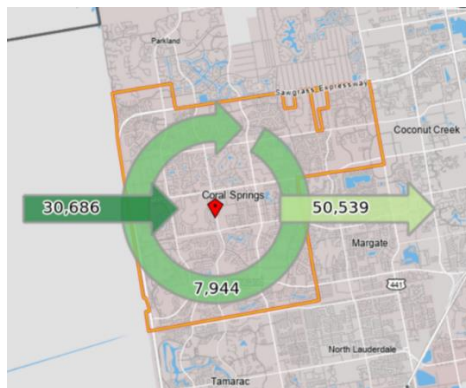 Parkland
Sawgrass Expressway
Coconut Creek
Coral Springs
30,686
50,539
Margate
7,944
441
North Lauderdale
Tamarac